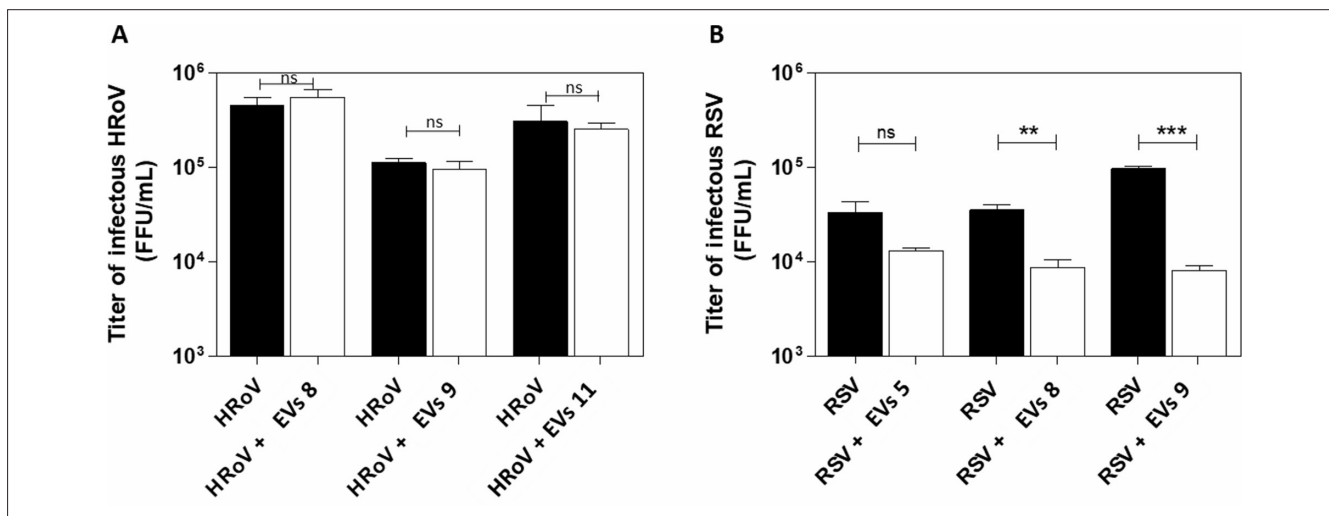 A
Titer of infectous HRoV
(FFU/mL)
10⁶
10⁵
10⁴
10³
ns
ns
ns
HRoV
HRoV + EVs 8
HRoV
HRoV + EVs 9
HRoV
HRoV + EVs 11
B
Titer of infectous RSV
(FFU/mL)
10⁶
10⁵
10⁴
10³
ns
**
***
RSV
RSV + EVs 5
RSV
RSV + EVs 8
RSV
RSV + EVs 9